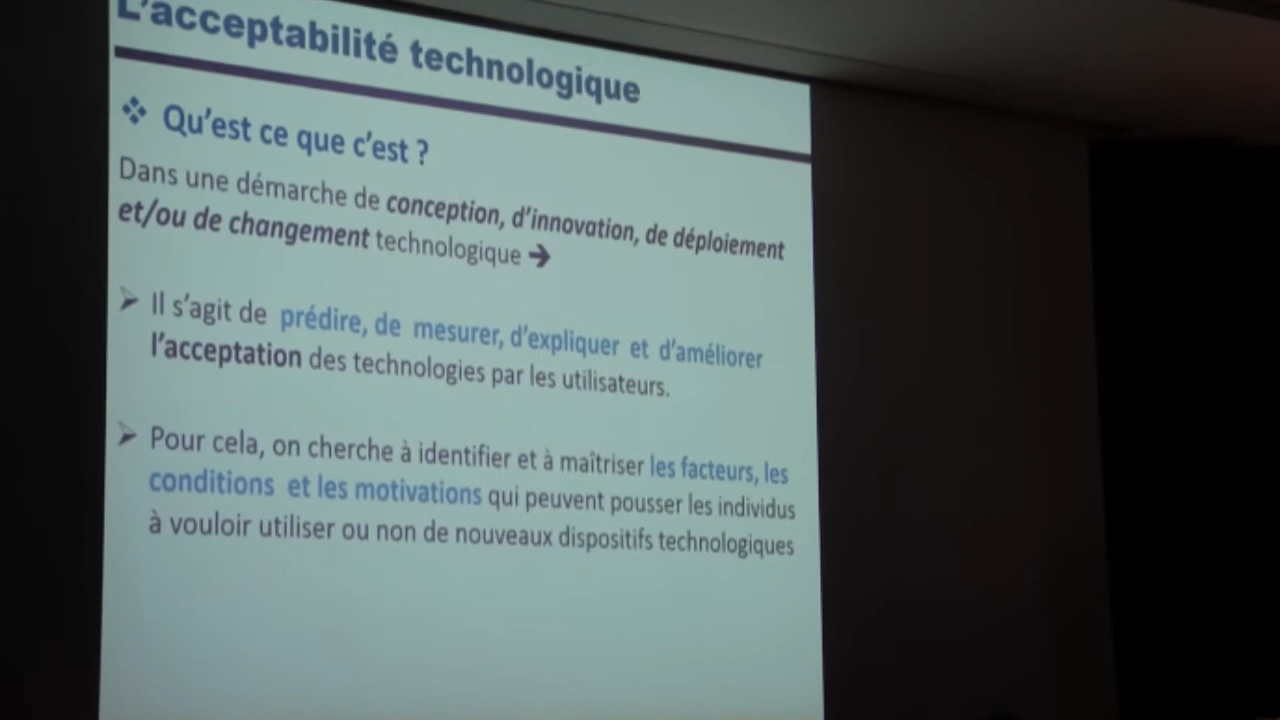 L'acceptabilité technologique
❖ Qu'est ce que c'est ?
Dans une démarche de conception, d'innovation, de déploiement
et/ou de changement technologique ➔
➢ Il s'agit de prédire, de mesurer, d'expliquer et d'améliorer
l'acceptation des technologies par les utilisateurs.
➢ Pour cela, on cherche à identifier et à maîtriser les facteurs, les
conditions et les motivations qui peuvent pousser les individus
à vouloir utiliser ou non de nouveaux dispositifs technologiques